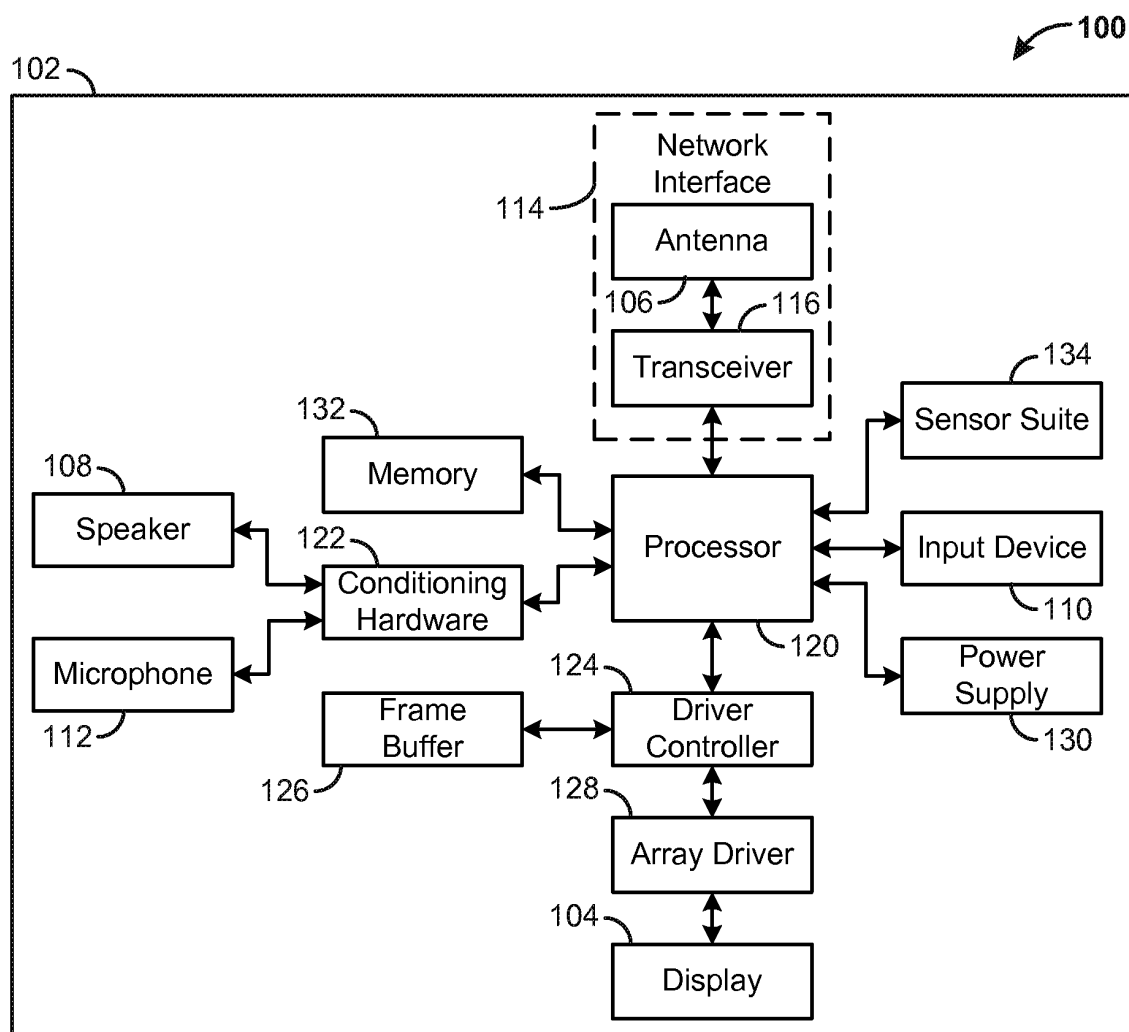 100
102
Network
Interface
114
Antenna
106
116
Transceiver
134
Sensor Suite
132
Memory
108
Speaker
122
Conditioning
Hardware
Processor
120
Input Device
110
Microphone
112
Power
Supply
130
124
Driver
Controller
Frame
Buffer
126
128
Array Driver
104
Display